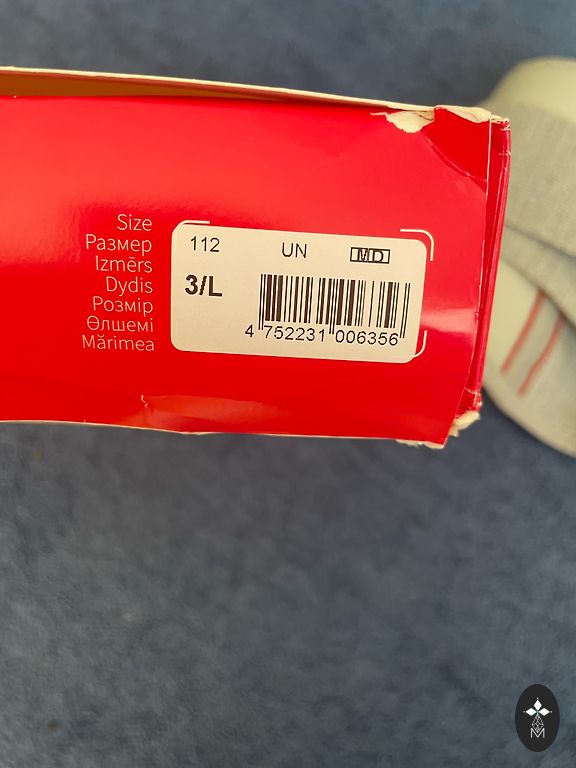 Size
Размер
Izmērs
Dydis
Розмір
Өлшемі
Mărimea
112 UN MD
3/L
4 752231 006356
M